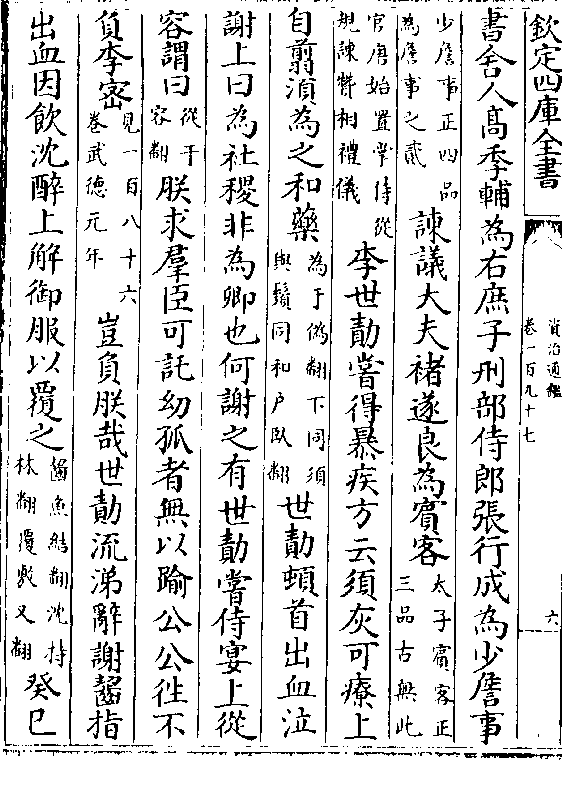 欽定四庫全書
資治通鑑
卷一百九十七
六
書舍人高季輔為右庶子刑部侍郎張行成為少詹事
少詹事正四品
為詹事之貳
諫議大夫褚遂良為賓客
太子賓客正
三品古無此
官唐始置掌侍從
規諫贊相禮儀
李世勣嘗得暴疾方云須灰可療上
自翦須為之和藥
為于偽翻下同須
與鬚同和户卧翻
世勣頓首出血泣
謝上曰為社稷非為卿也何謝之有世勣嘗侍宴上從
容謂曰
從千
容翻
朕求羣臣可託幼孤者無以踰公公徃不
負李密
見一百八十六
卷武德元年
豈負朕哉世勣流涕辭謝齧指
出血因飲沈醉上解御服以覆之
齧魚結翻沈持
林翻覆敷又翻
癸巳